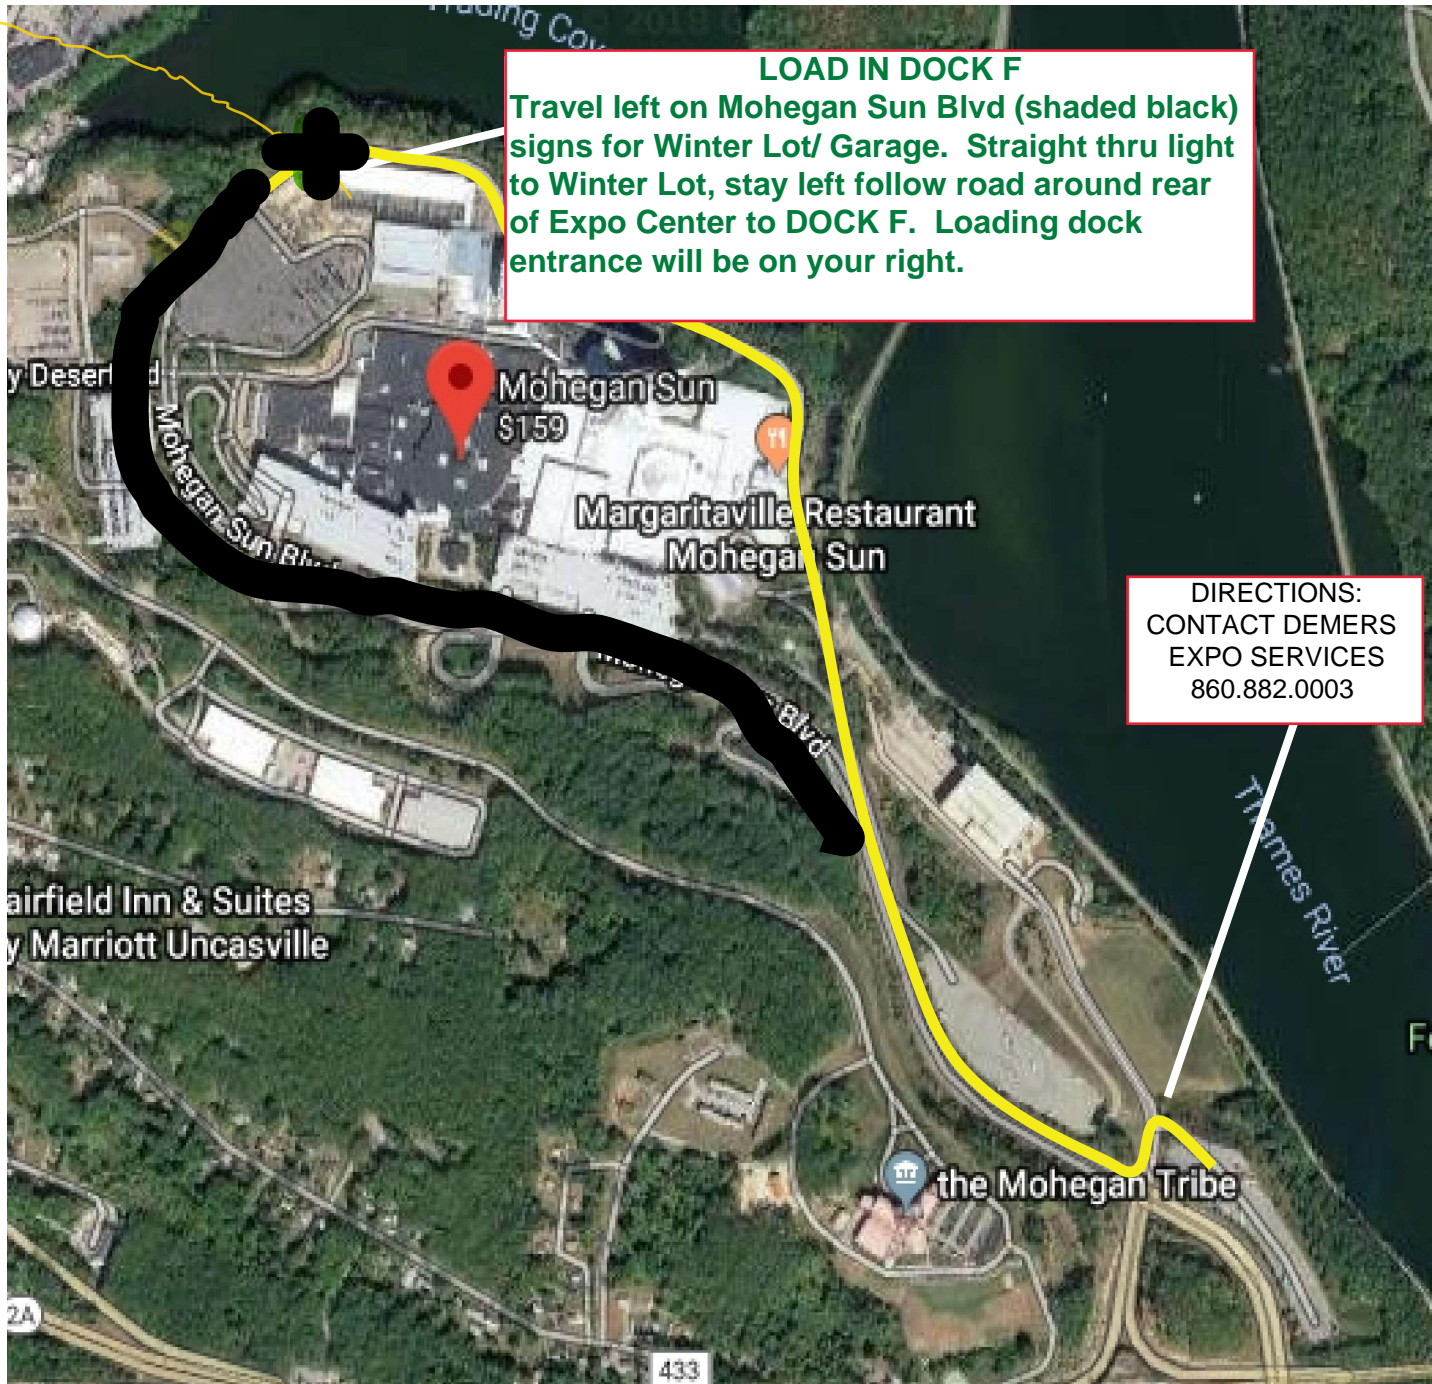 Trading Cov
LOAD IN DOCK F
Travel left on Mohegan Sun Blvd (shaded black)
signs for Winter Lot/ Garage.  Straight thru light
to Winter Lot, stay left follow road around rear
of Expo Center to DOCK F.  Loading dock
entrance will be on your right.
y Desert
d
Mohegan Sun
$159
Mohegan Sun Blvd
Margaritaville Restaurant
Mohegan Sun
DIRECTIONS:
CONTACT DEMERS
EXPO SERVICES
860.882.0003
Blvd
Thames River
airfield Inn & Suites
y Marriott Uncasville
the Mohegan Tribe
2A
433